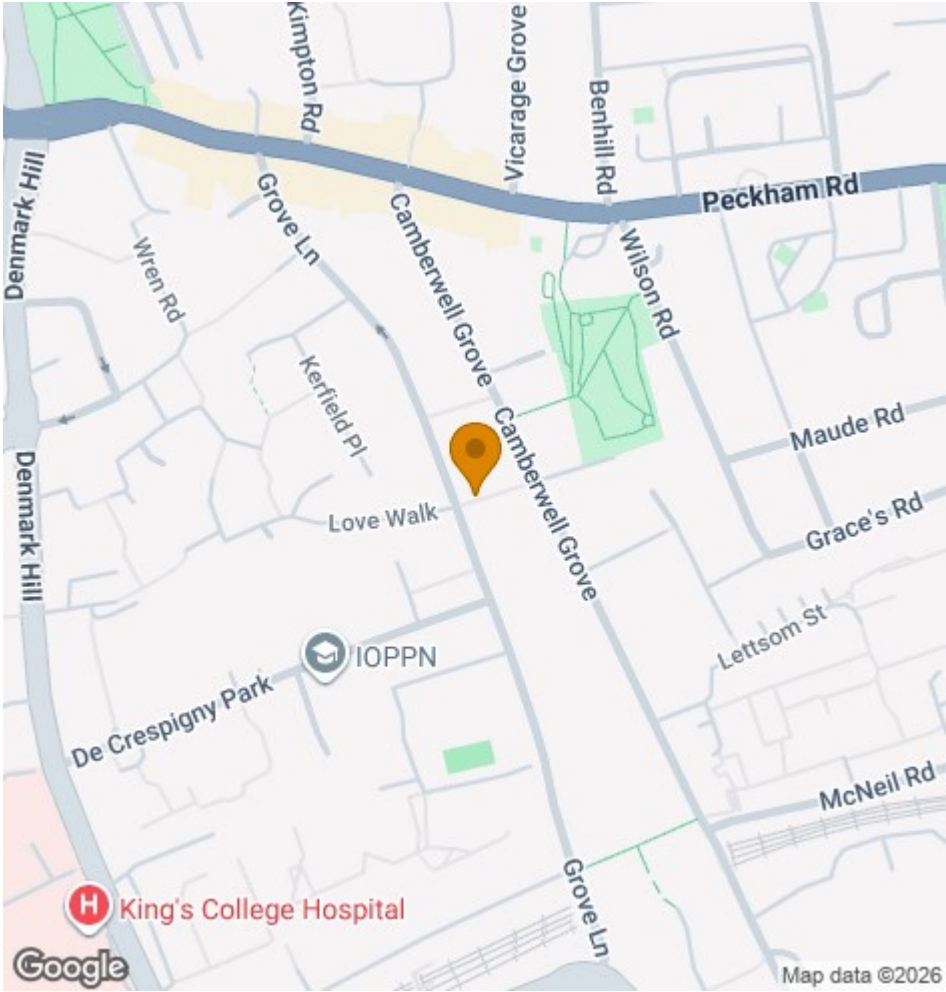 Kimpton Rd
Vicarage Grove
Benhill Rd
Peckham Rd
Denmark Hill
Grove Ln
Wren Rd
Camberwell Grove
Wilson Rd
Kerfield Pl
Maude Rd
Camberwell Grove
Love Walk
Grace's Rd
Denmark Hill
Lettsom St
IOPPN
De Crespigny Park
McNeil Rd
King's College Hospital
H
Grove Ln
Google
Map data ©2026